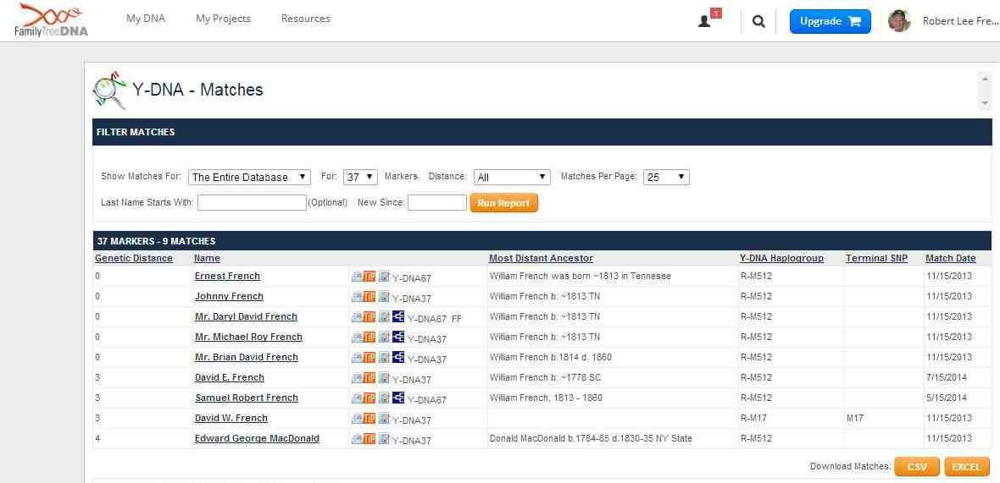 FamilyTreeDNA My DNA My Projects Resources 1 Upgrade Robert Lee Fre...
Y-DNA - Matches
FILTER MATCHES
Show Matches For: The Entire Database For: 37 Markers Distance: All Matches Per Page: 25
Last Name Starts With: (Optional) New Since: Run Report
37 MARKERS - 9 MATCHES
Genetic Distance Name Most Distant Ancestor Y-DNA Haplogroup Terminal SNP Match Date
0 Ernest French TIP Y-DNA67 William French was born ~1813 in Tennesee R-M512 11/15/2013
0 Johnny French TIP Y-DNA37 William French b: ~1813 TN R-M512 11/15/2013
0 Mr. Daryl David French TIP Y-DNA67 FF William French b: ~1813 TN R-M512 11/15/2013
0 Mr. Michael Roy French TIP Y-DNA37 William French b: ~1813 TN R-M512 11/15/2013
0 Mr. Brian David French TIP Y-DNA37 William French b.1814 d. 1860 R-M512 11/15/2013
3 David E. French TIP Y-DNA37 William French b: ~1778 SC R-M512 7/15/2014
3 Samuel Robert French TIP Y-DNA67 William French, 1813 - 1860 R-M512 5/15/2014
3 David W. French TIP Y-DNA37 R-M17 M17 11/15/2013
4 Edward George MacDonald TIP Y-DNA37 Donald MacDonald b.1784-85 d.1830-35 NY State R-M512 11/15/2013
Download Matches: CSV EXCEL